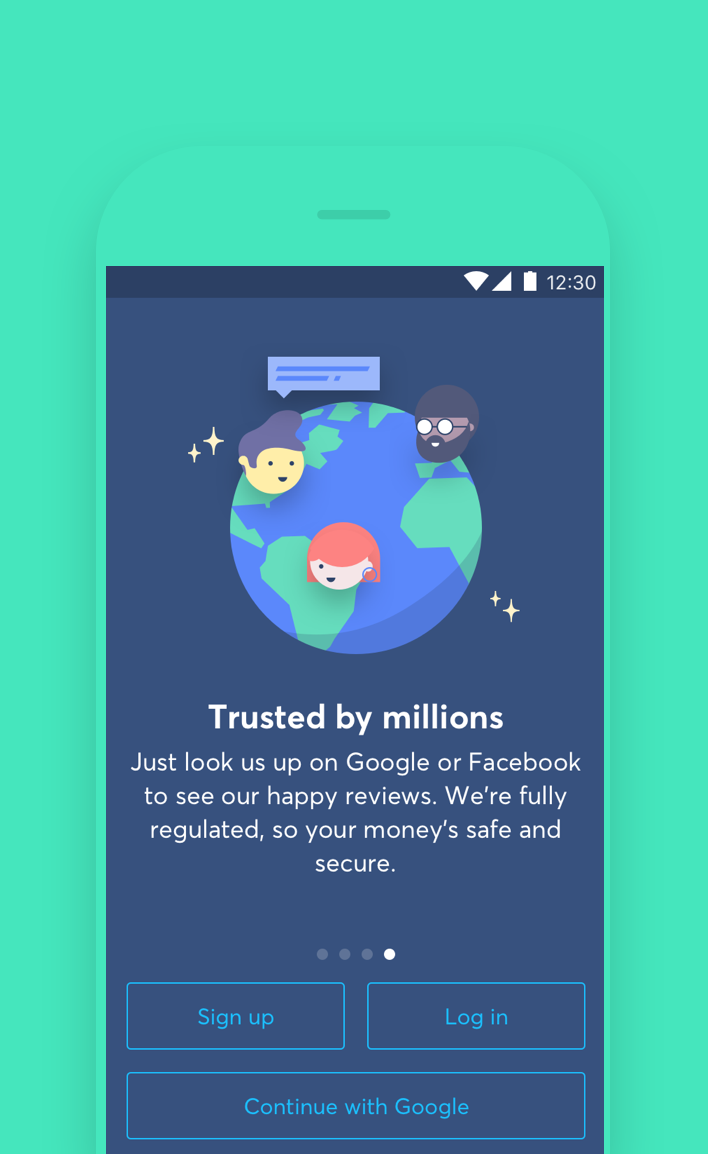 12:30
Trusted by millions
Just look us up on Google or Facebook
to see our happy reviews. We're fully
regulated, so your money's safe and
secure.
Sign up
Log in
Continue with Google